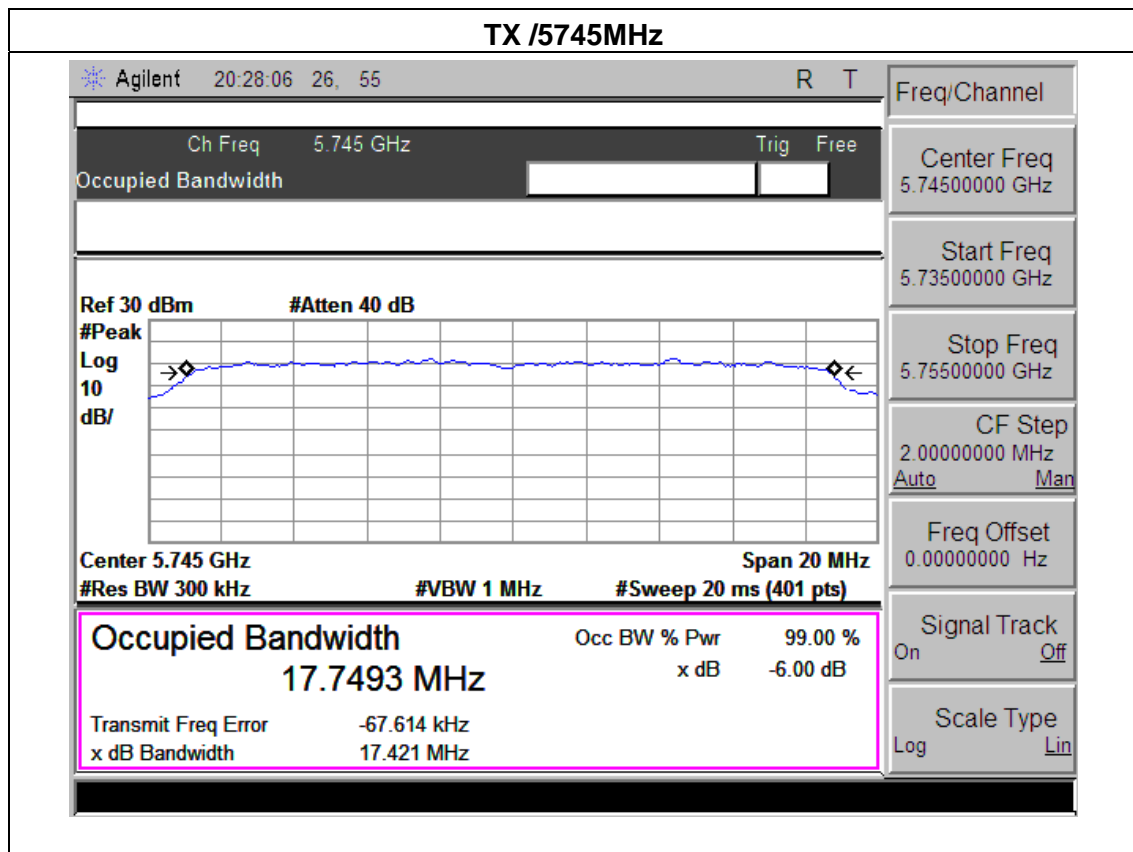 TX /5745MHz
Agilent 20:28:06 26, 55 R T
Ch Freq 5.745 GHz Trig Free
Occupied Bandwidth
Ref 30 dBm #Atten 40 dB
#Peak
Log
10
dB/
Center 5.745 GHz Span 20 MHz
#Res BW 300 kHz #VBW 1 MHz #Sweep 20 ms (401 pts)
Occupied Bandwidth
17.7493 MHz
Occ BW % Pwr 99.00 %
x dB -6.00 dB
Transmit Freq Error -67.614 kHz
x dB Bandwidth 17.421 MHz
Freq/Channel
Center Freq
5.74500000 GHz
Start Freq
5.73500000 GHz
Stop Freq
5.75500000 GHz
CF Step
2.00000000 MHz
Auto Man
Freq Offset
0.00000000 Hz
Signal Track
On Off
Scale Type
Log Lin